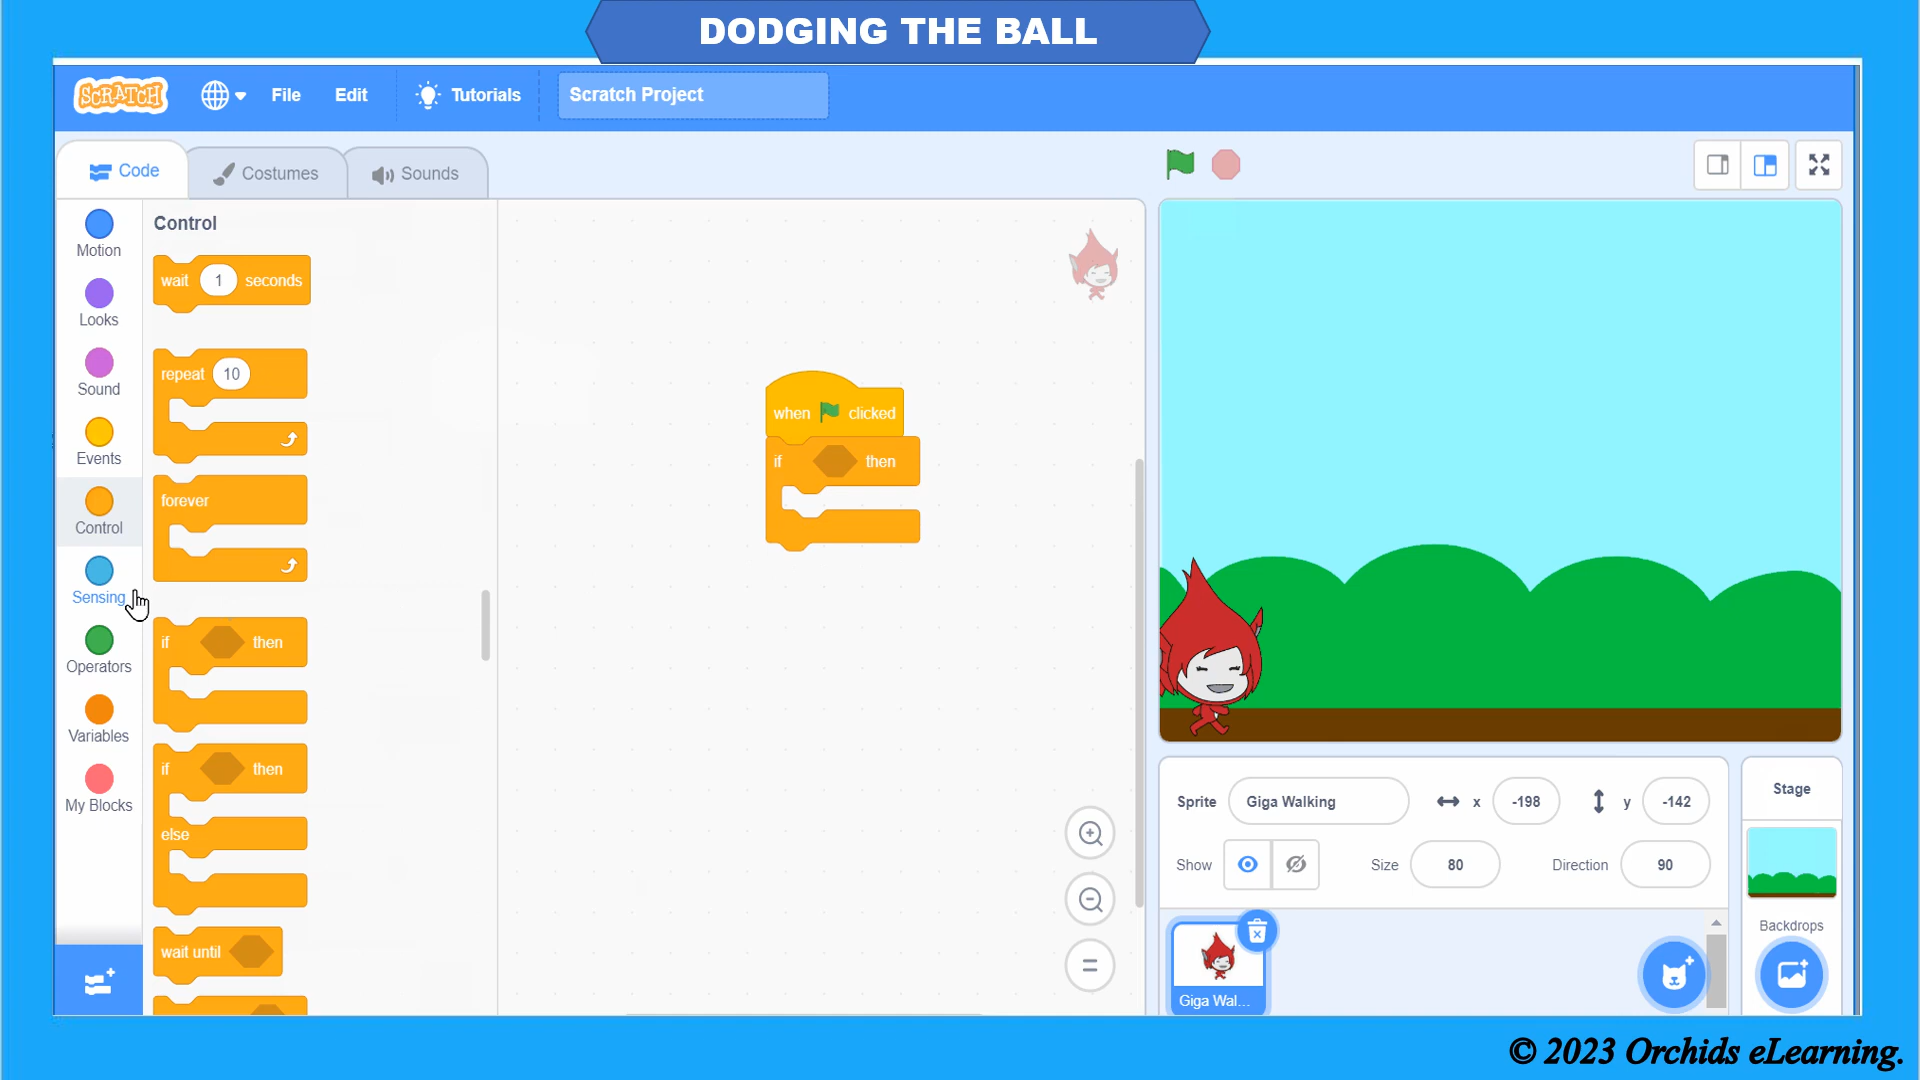 DODGING THE BALL
SCRATCH
File
Edit
Tutorials
Scratch Project
Code
Costumes
Sounds
Motion
Looks
Sound
Events
Control
Sensing
Operators
Variables
My Blocks
Control
wait 1 seconds
repeat 10
forever
if then
if then
else
wait until
when clicked
if then
Sprite
Giga Walking
x
-198
y
-142
Show
Size
80
Direction
90
Giga Wal...
Stage
Backdrops
© 2023 Orchids eLearning.